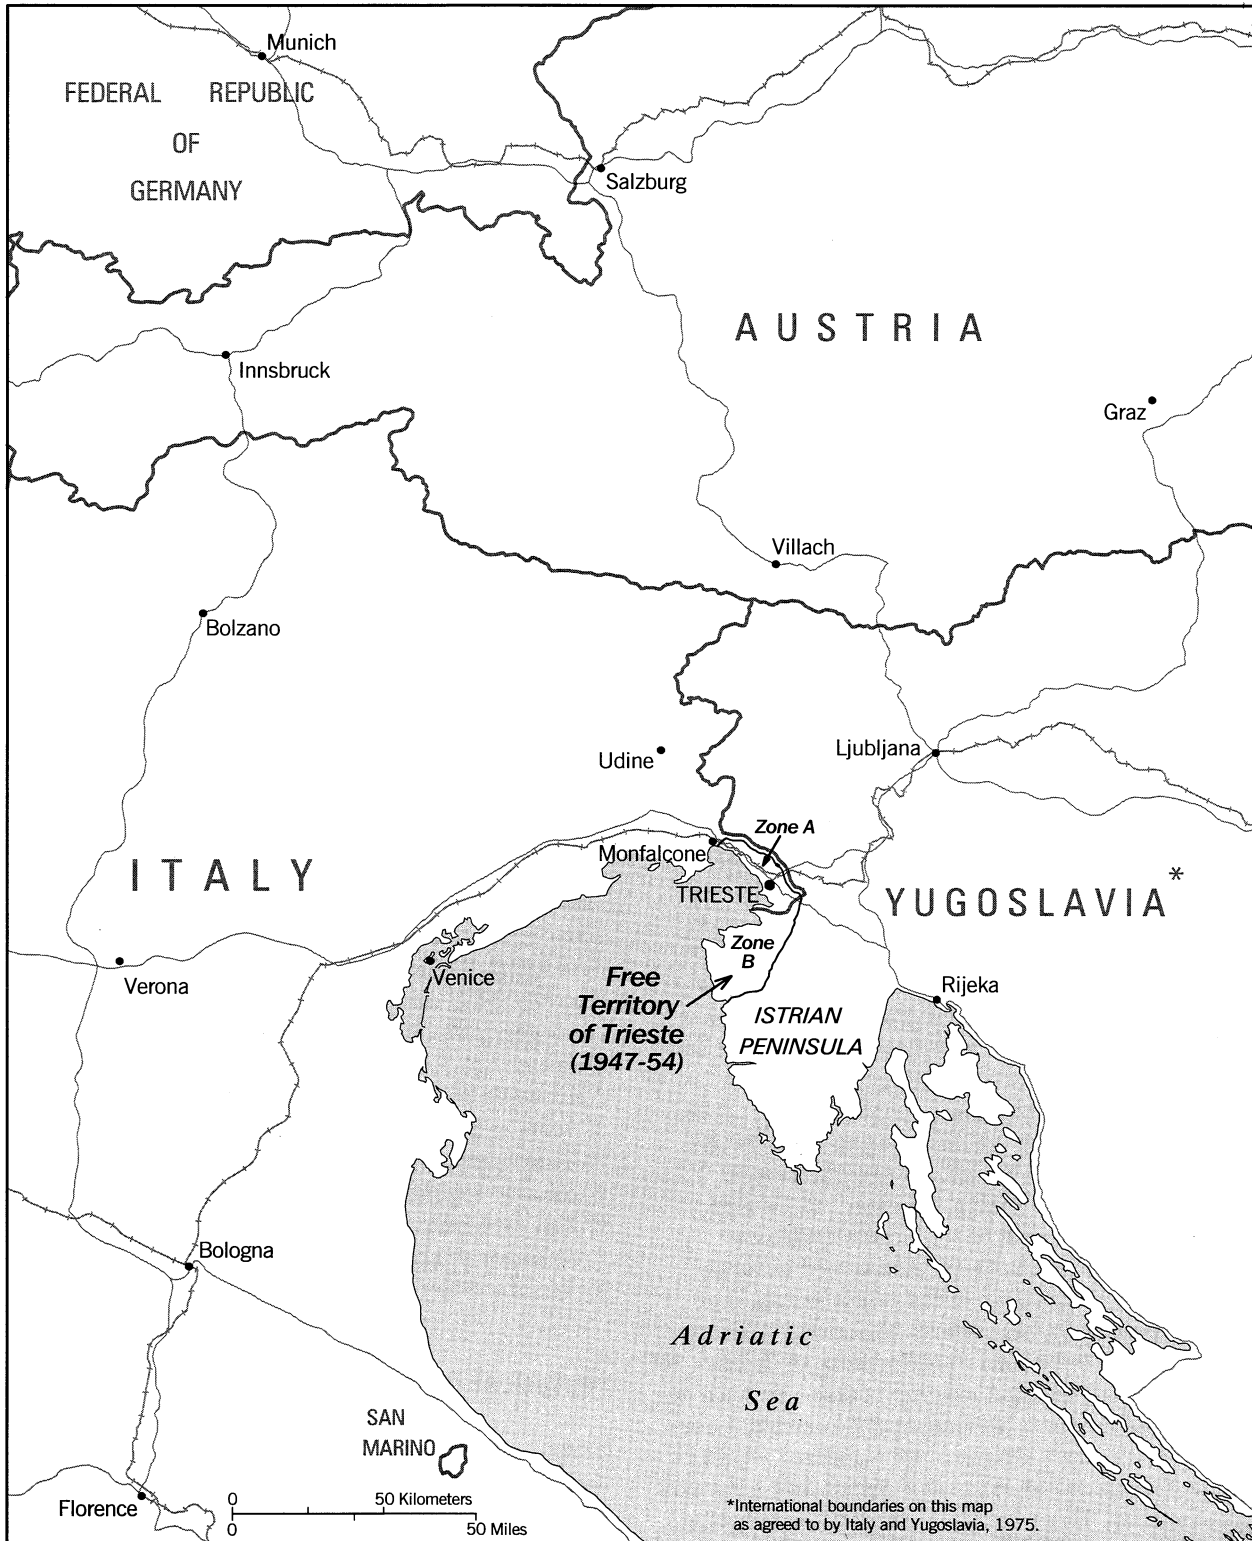 Munich
FEDERAL REPUBLIC
OF
GERMANY
Salzburg
AUSTRIA
Innsbruck
Graz
Villach
Bolzano
Udine
Ljubljana
Zone A
Monfalcone
ITALY
TRIESTE
YUGOSLAVIA*
Zone
B
Verona
Venice
Free
Territory
of Trieste
(1947-54)
Rijeka
ISTRIAN
PENINSULA
Bologna
Adriatic
Sea
SAN
MARINO
Florence
0 50 Kilometers
0 50 Miles
*International boundaries on this map
as agreed to by Italy and Yugoslavia, 1975.